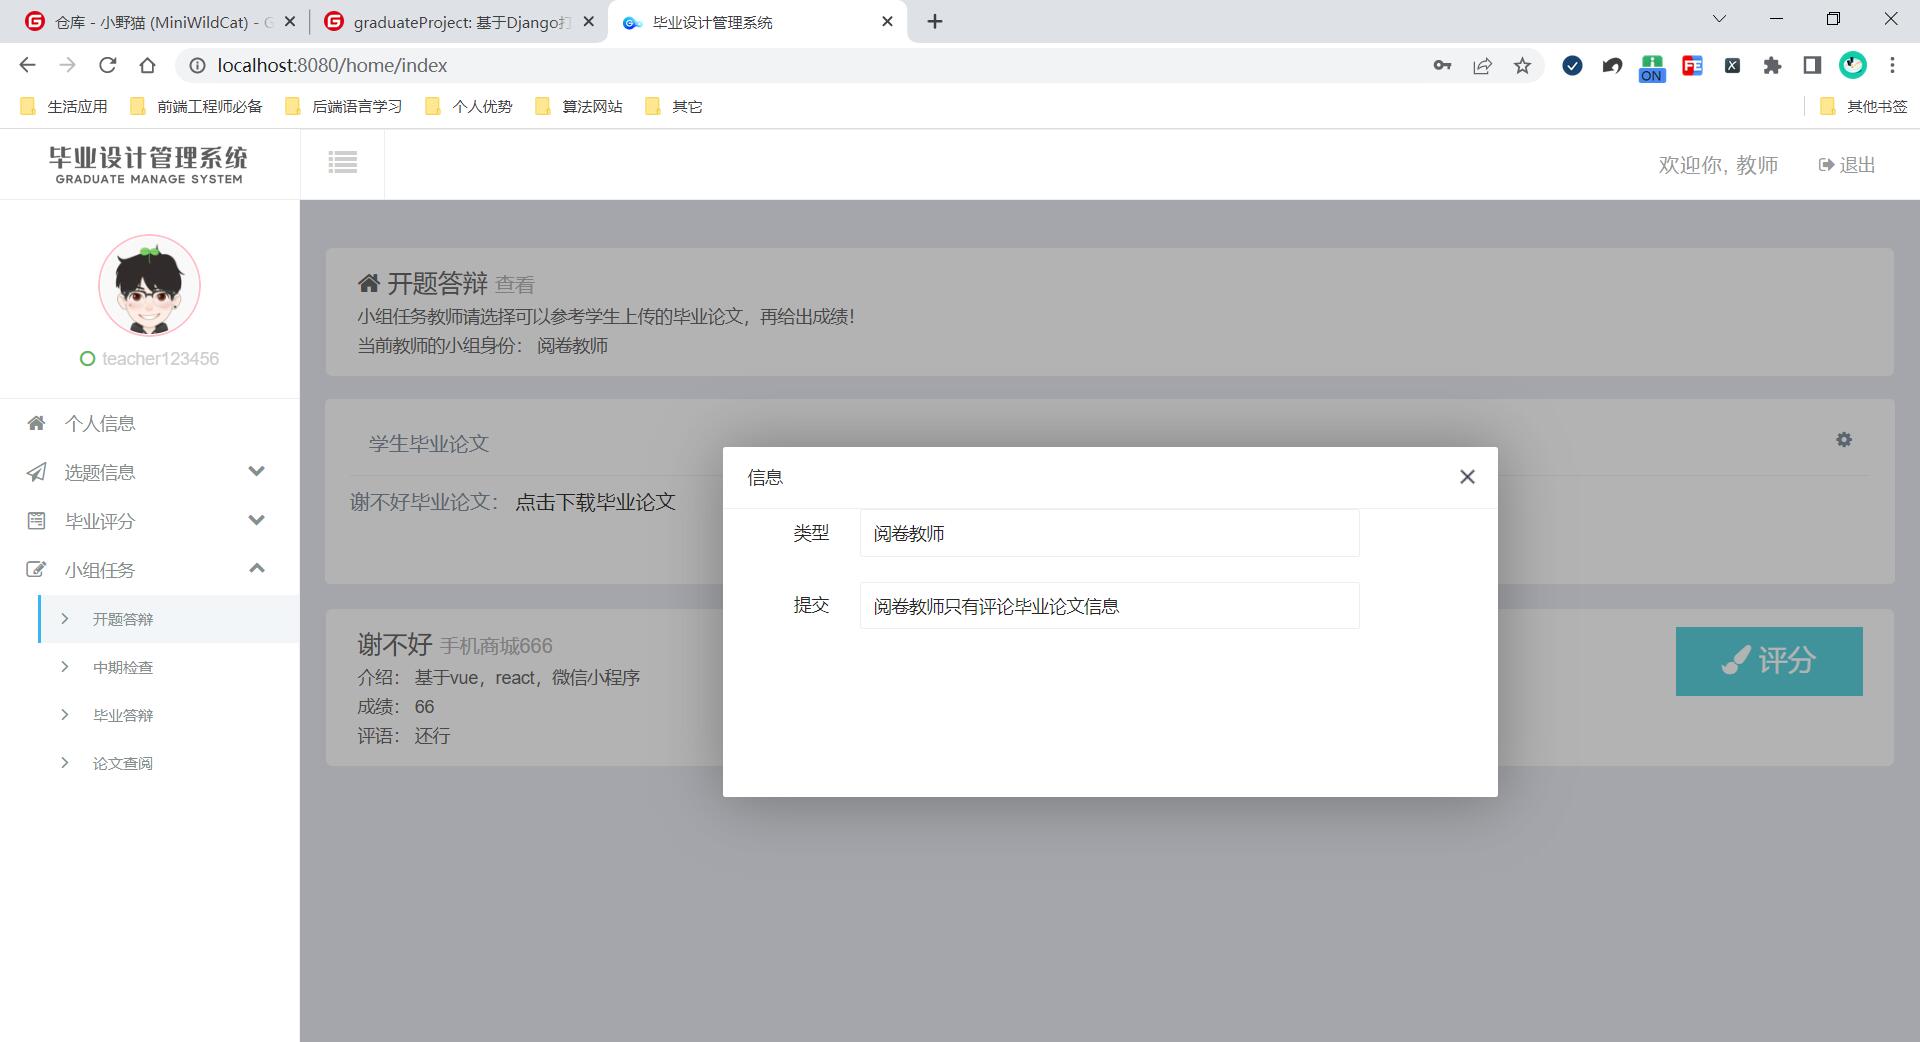 仓库 - 小野猫 (MiniWildCat) - G
graduateProject: 基于Django打
毕业设计管理系统
localhost:8080/home/index
ON
FE
X
生活应用
前端工程师必备
后端语言学习
个人优势
算法网站
其它
其他书签
毕业设计管理系统
GRADUATE MANAGE SYSTEM
欢迎你, 教师
退出
teacher123456
个人信息
选题信息
毕业评分
小组任务
开题答辩
中期检查
毕业答辩
论文查阅
开题答辩 查看
小组任务教师请选择可以参考学生上传的毕业论文，再给出成绩！
当前教师的小组身份： 阅卷教师
学生毕业论文
谢不好毕业论文： 点击下载毕业论文
信息
类型 阅卷教师
提交 阅卷教师只有评论毕业论文信息
谢不好 手机商城666
介绍： 基于vue，react，微信小程序
成绩： 66
评语： 还行
评分